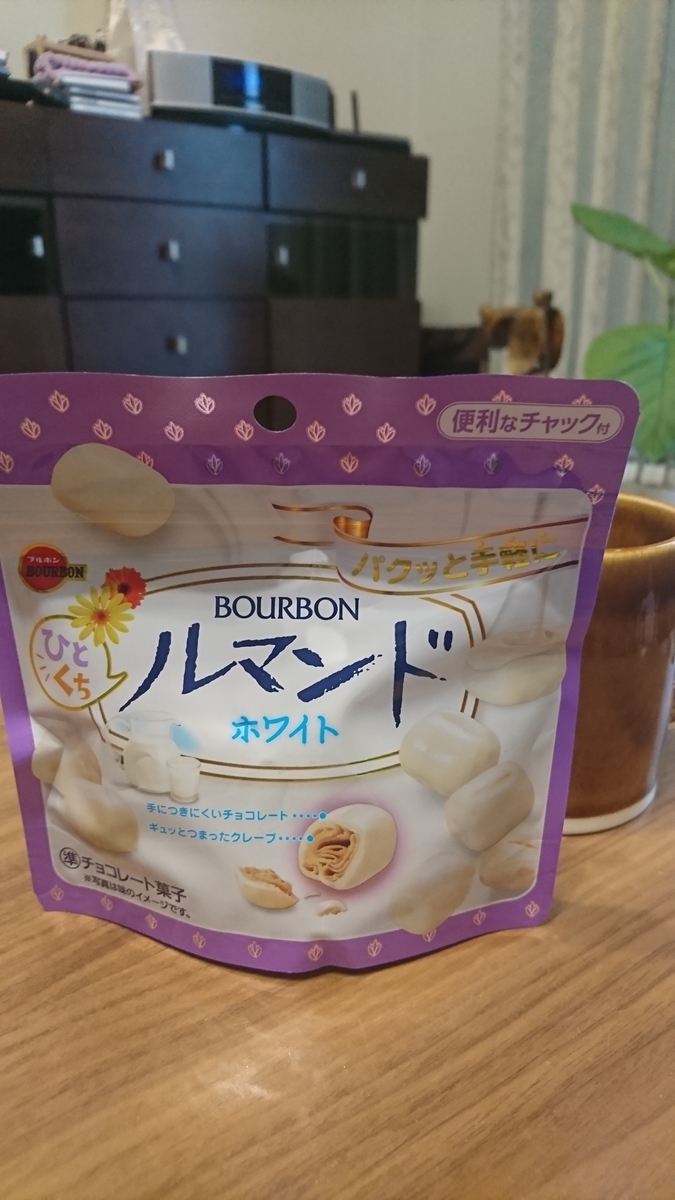 便利なチャック付
パクッと手軽に
ブルボン
BOURBON
BOURBON
ひと
くち
ルマンド
ホワイト
手につきにくいチョコレート‥‥
ギュッとつまったクレープ‥‥
準チョコレート菓子
※写真は味のイメージです。